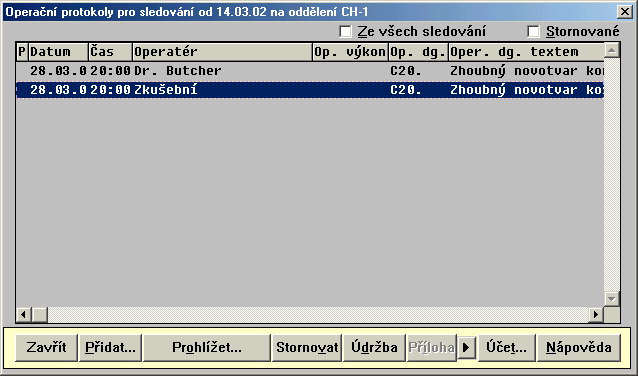 Operační protokoly pro sledování od 14.03.02 na oddělení CH-1
Ze všech sledování Stornované
P Datum Čas Operatér Op. výkon Op. dg. Oper. dg. textem
28.03.0 20:00 Dr. Butcher C20. Zhoubný novotvar kon
28.03.0 20:00 Zkušební C20. Zhoubný novotvar kon
Zavřít Přidat... Prohlížet... Stornovat Údržba Příloha Účet... Nápověda